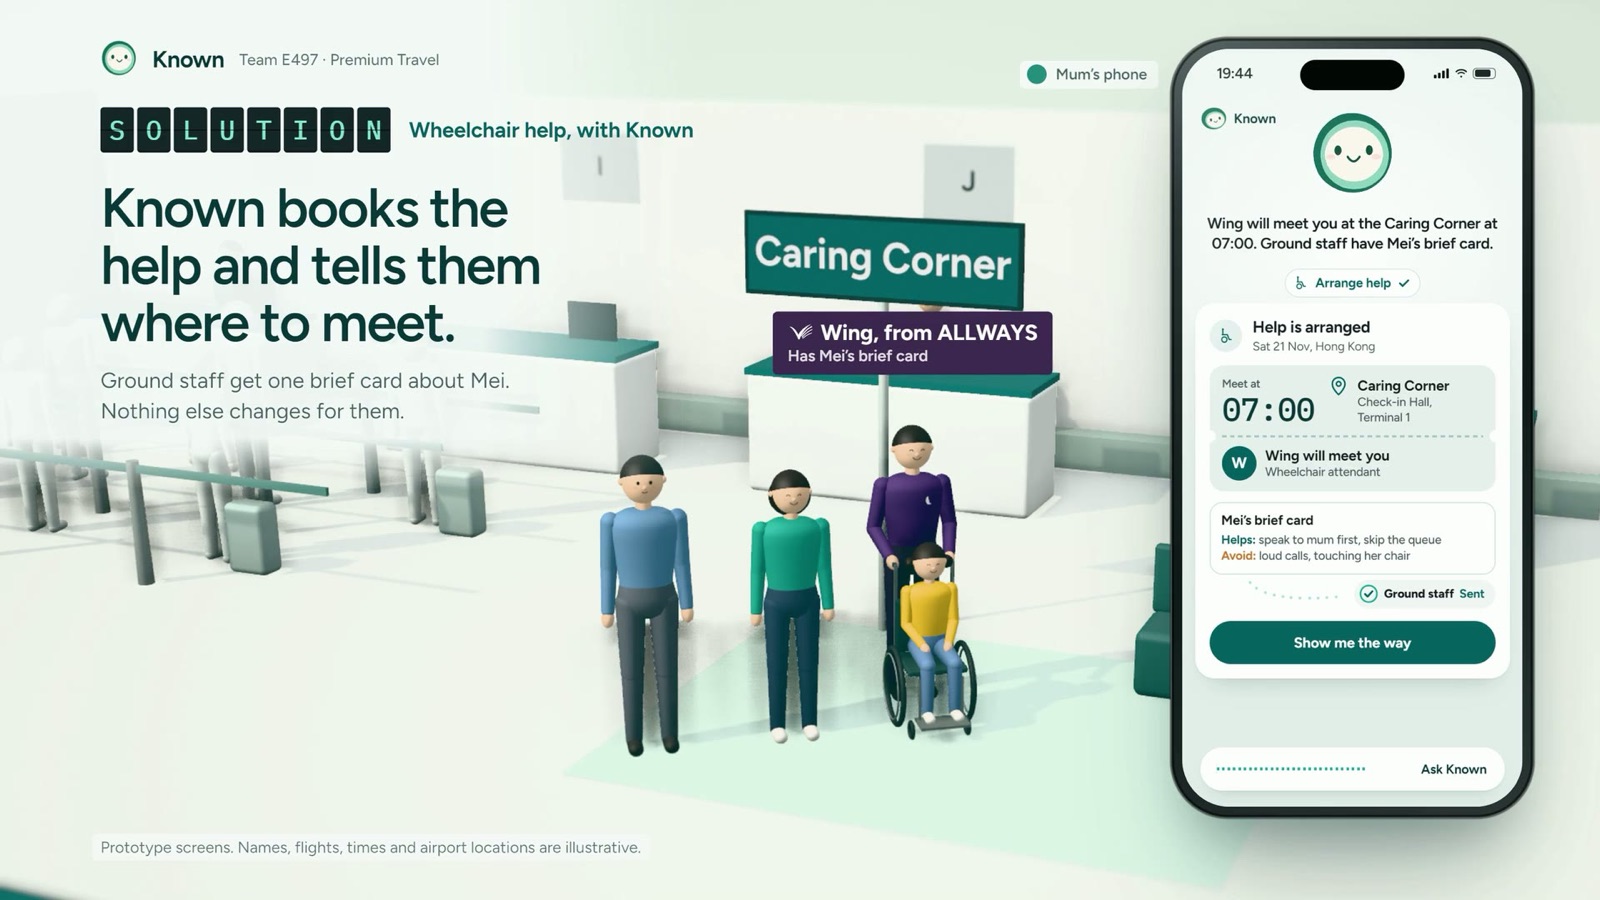 Known Team E497 · Premium Travel
SOLUTION Wheelchair help, with Known
Known books the
help and tells them
where to meet.
Ground staff get one brief card about Mei.
Nothing else changes for them.
I
J
Caring Corner
Wing, from ALLWAYS
Has Mei's brief card
Mum's phone
19:44
Known
Wing will meet you at the Caring Corner at
07:00. Ground staff have Mei's brief card.
Arrange help
Help is arranged
Sat 21 Nov, Hong Kong
Meet at
07:00
Caring Corner
Check-in Hall,
Terminal 1
W
Wing will meet you
Wheelchair attendant
Mei's brief card
Helps: speak to mum first, skip the queue
Avoid: loud calls, touching her chair
Ground staff Sent
Show me the way
Ask Known
Prototype screens. Names, flights, times and airport locations are illustrative.